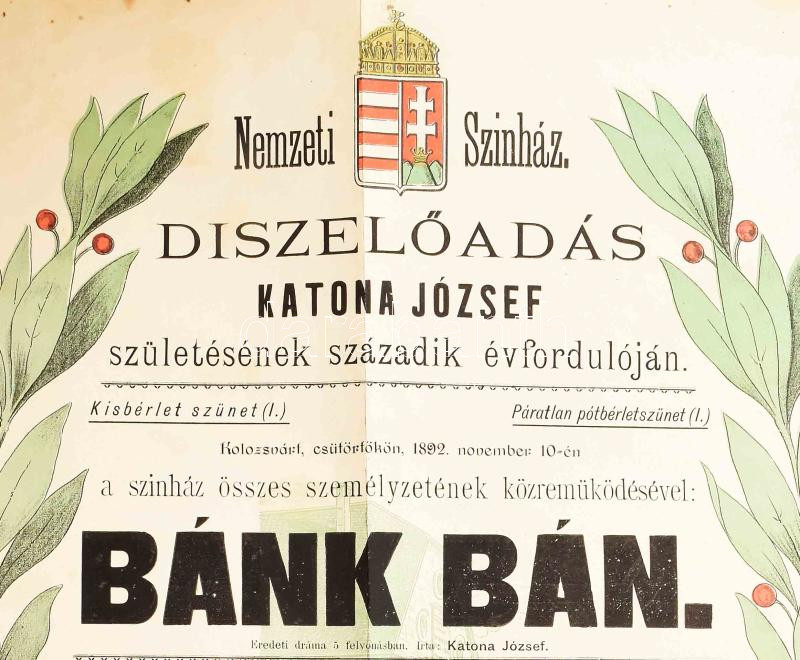 Nemzeti Szinház.
DISZELŐADÁS
KATONA JÓZSEF
születésének századik évfordulóján.
Kisbérlet szünet (I.) Páratlan pótbérletszünet (I.)
Kolozsvárt, csütörtökön, 1892. november 10-én
a szinház összes személyzetének közremüködésével:
BÁNK BÁN.
Eredeti dráma 5 felvonásban. Irta: Katona József.